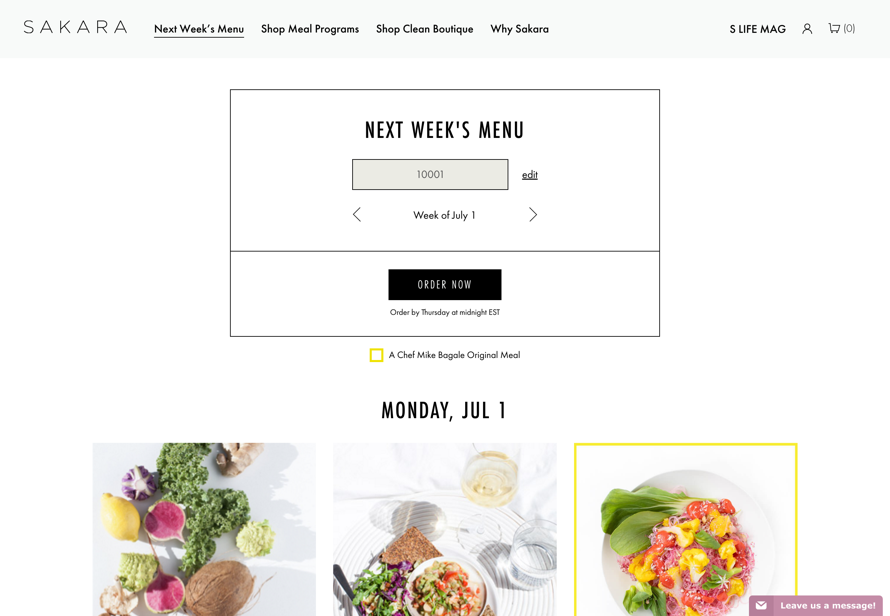 SAKARA
Next Week's Menu
Shop Meal Programs
Shop Clean Boutique
Why Sakara
S LIFE MAG
(0)
NEXT WEEK'S MENU
10001
edit
Week of July 1
ORDER NOW
Order by Thursday at midnight EST
A Chef Mike Bagale Original Meal
MONDAY, JUL 1
Leave us a message!